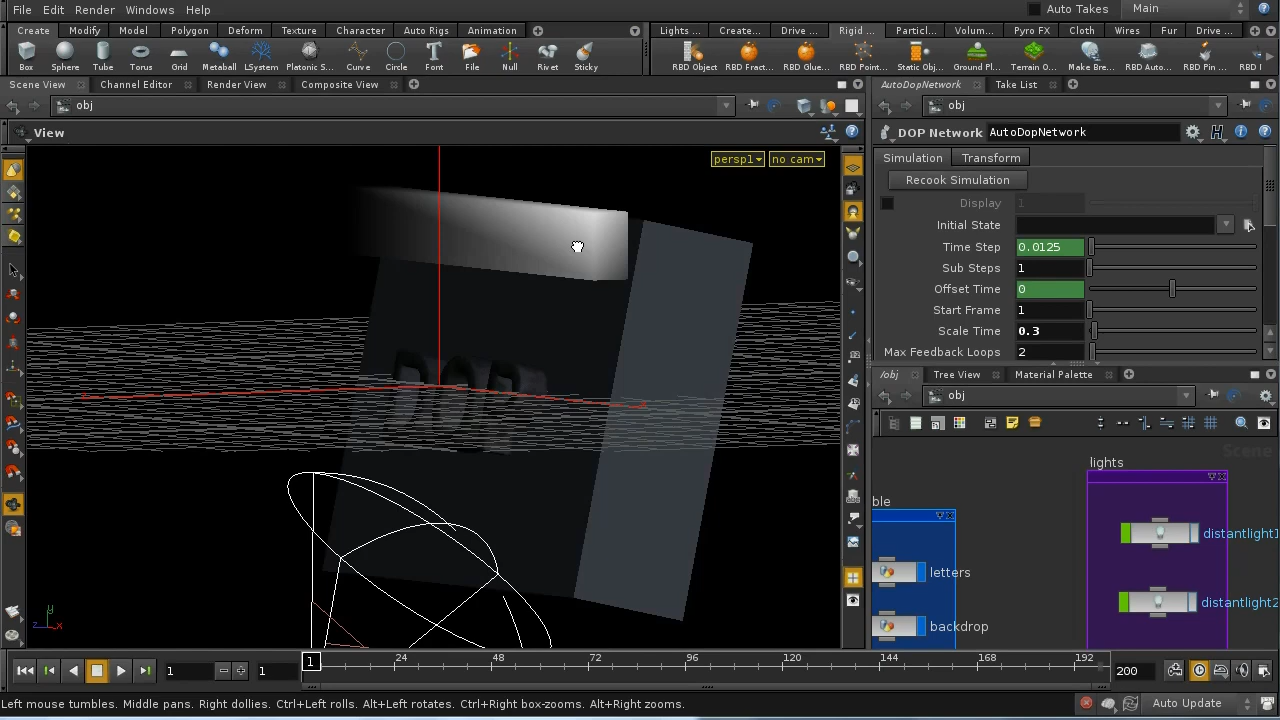 File Edit Render Assets Windows Help
Auto Takes Main
Create Modify Model Polygon Deform Texture Character Auto Rigs Animation
Lights ... Create... Drive ... Rigid ... Particl... Volum... Pyro FX Cloth Wires Fur Drive ...
Box Sphere Tube Torus Grid Metaball LSystem Platonic S... Curve Circle Font File Null Rivet Sticky
RBD Object RBD Fract... RBD Glue... RBD Point... Static Obj... Ground Pl... Terrain O... Make Bre... RBD Auto... RBD Pin ... RBD
Scene View Channel Editor Render View Composite View
AutoDopNetwork Take List
obj
obj
View
DOP Network AutoDopNetwork
persp1 no cam
Simulation Transform
Recook Simulation
Display 1
Initial State
Time Step 0.0125
Sub Steps 1
Offset Time 0
Start Frame 1
Scale Time 0.3
Max Feedback Loops 2
/obj Tree View Material Palette
obj
Scene
lights
ble
distantlight1
letters
distantlight2
backdrop
y
z x
1 1 1 24 48 72 96 120 144 168 192 200
Left mouse tumbles. Middle pans. Right dollies. Ctrl+Left rolls. Alt+Left rotates. Ctrl+Right box-zooms. Alt+Right zooms.
Auto Update